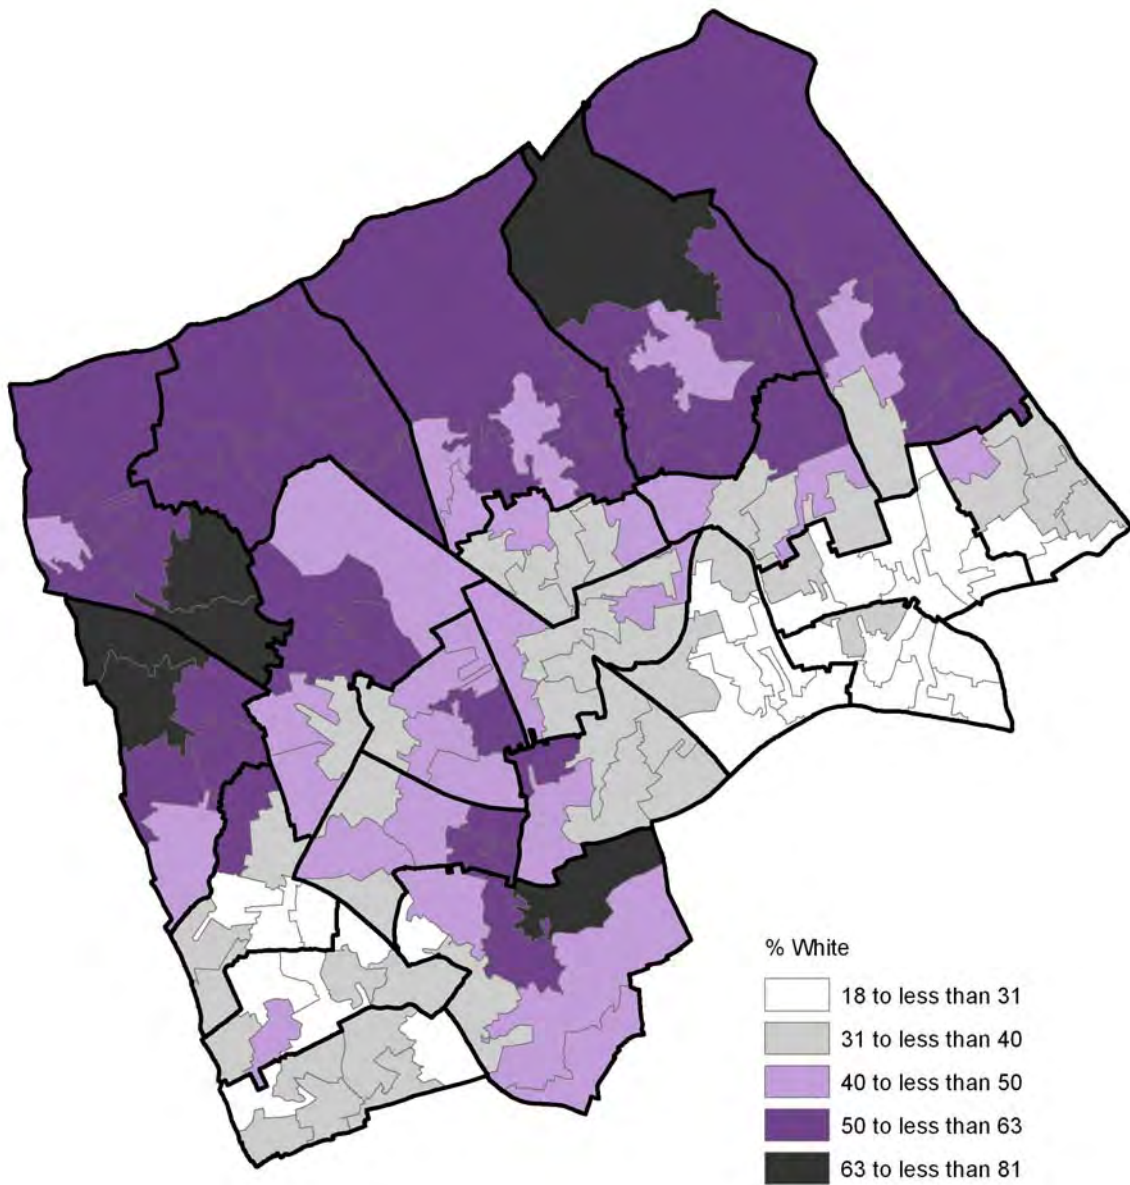 % White
18 to less than 31
31 to less than 40
40 to less than 50
50 to less than 63
63 to less than 81